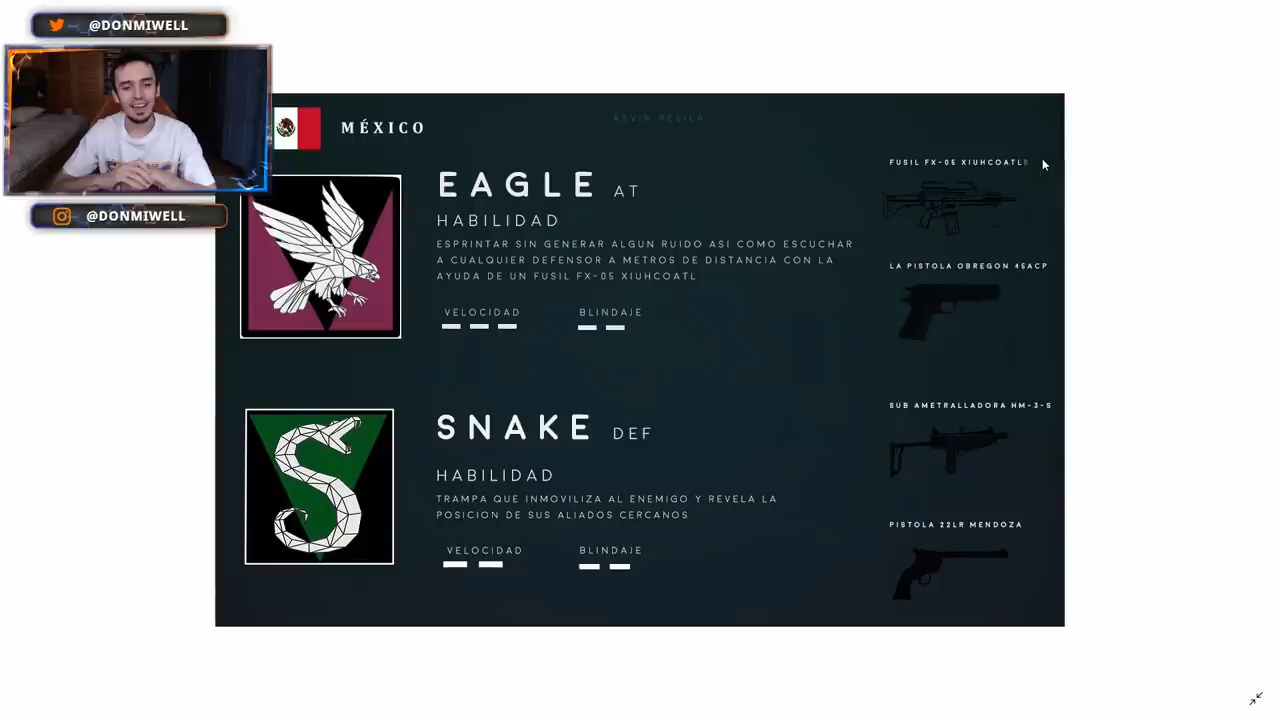 @DONMIWELL
@DONMIWELL
MÉXICO
KEVIN RESILA
EAGLE AT
HABILIDAD
ESPRINTAR SIN GENERAR ALGUN RUIDO ASI COMO ESCUCHAR
A CUALQUIER DEFENSOR A METROS DE DISTANCIA CON LA
AYUDA DE UN FUSIL FX-05 XIUHCOATL
VELOCIDAD BLINDAJE
SNAKE DEF
HABILIDAD
TRAMPA QUE INMOVILIZA AL ENEMIGO Y REVELA LA
POSICION DE SUS ALIADOS CERCANOS
VELOCIDAD BLINDAJE
FUSIL FX-05 XIUHCOATL
LA PISTOLA OBREGON 45ACP
SUB AMETRALLADORA HM-3-S
PISTOLA 22LR MENDOZA